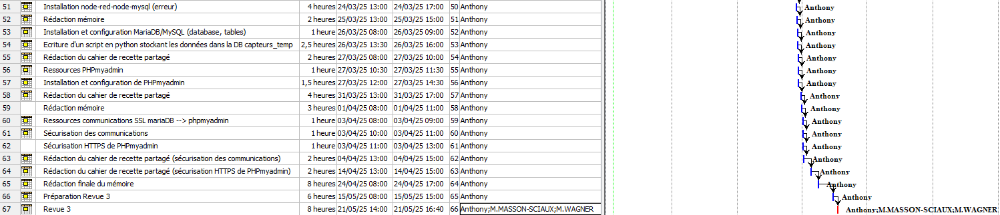 51 Installation node-red-node-mysql (erreur) 4 heures 24/03/25 13:00 24/03/25 17:00 50 Anthony Anthony
52 Rédaction mémoire 2 heures 25/03/25 13:00 25/03/25 15:00 51 Anthony Anthony
53 Installation et configuration MariaDB/MySQL (database, tables) 1 heure 26/03/25 08:00 26/03/25 09:00 52 Anthony Anthony
54 Ecriture d'un script en python stockant les données dans la DB capteurs_temp 2,5 heures 26/03/25 13:30 26/03/25 16:00 53 Anthony Anthony
55 Rédaction du cahier de recette partagé 2 heures 27/03/25 08:00 27/03/25 10:00 54 Anthony Anthony
56 Ressources PHPmyadmin 1 heure 27/03/25 10:30 27/03/25 11:30 55 Anthony Anthony
57 Installation et configuration de PHPmyadmin 1,5 heures 27/03/25 12:00 27/03/25 14:30 56 Anthony Anthony
58 Rédaction du cahier de recette partagé 4 heures 31/03/25 13:00 31/03/25 17:00 57 Anthony Anthony
59 Rédaction mémoire 3 heures 01/04/25 08:00 01/04/25 11:00 58 Anthony Anthony
60 Ressources communications SSL mariaDB --> phpmyadmin 1 heure 03/04/25 08:00 03/04/25 09:00 59 Anthony Anthony
61 Sécurisation des communications 1 heure 03/04/25 10:00 03/04/25 11:00 60 Anthony Anthony
62 Sécurisation HTTPS de PHPmyadmin 1 heure 03/04/25 11:00 03/04/25 13:00 61 Anthony Anthony
63 Rédaction du cahier de recette partagé (sécurisation des communications) 2 heures 04/04/25 13:00 04/04/25 15:00 62 Anthony Anthony
64 Rédaction du cahier de recette partagé (sécurisation HTTPS de PHPmyadmin) 2 heures 14/04/25 13:00 14/04/25 15:00 63 Anthony Anthony
65 Rédaction finale du mémoire 8 heures 24/04/25 08:00 24/04/25 17:00 64 Anthony Anthony
66 Préparation Revue 3 6 heures 15/05/25 08:00 15/05/25 15:00 65 Anthony Anthony
67 Revue 3 8 heures 21/05/25 14:00 21/05/25 16:40 66 Anthony;M.MASSON-SCIAUX;M.WAGNER Anthony;M.MASSON-SCIAUX;M.WAGNER